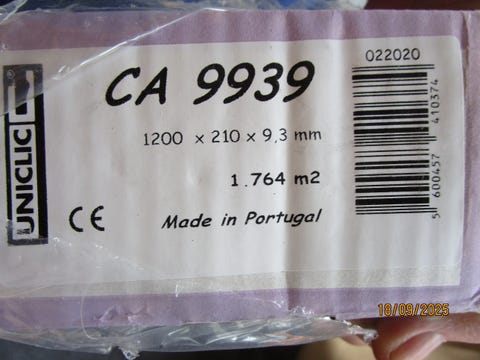 UNICLIC
®
CA 9939
022020
1200 x 210 x 9,3 mm
1.764 m2
CE
Made in Portugal
5 600457 410374
18/09/2025